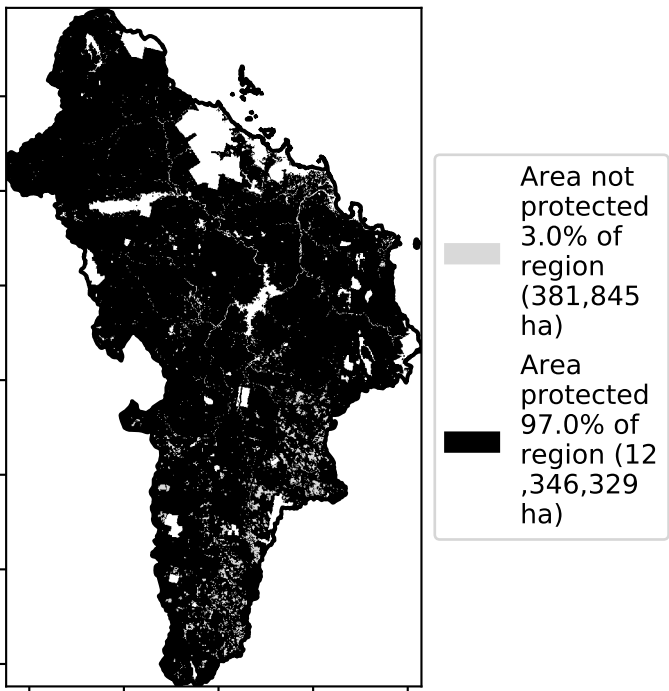 Area not
protected
3.0% of
region
(381,845
ha)
Area
protected
97.0% of
region (12
,346,329
ha)